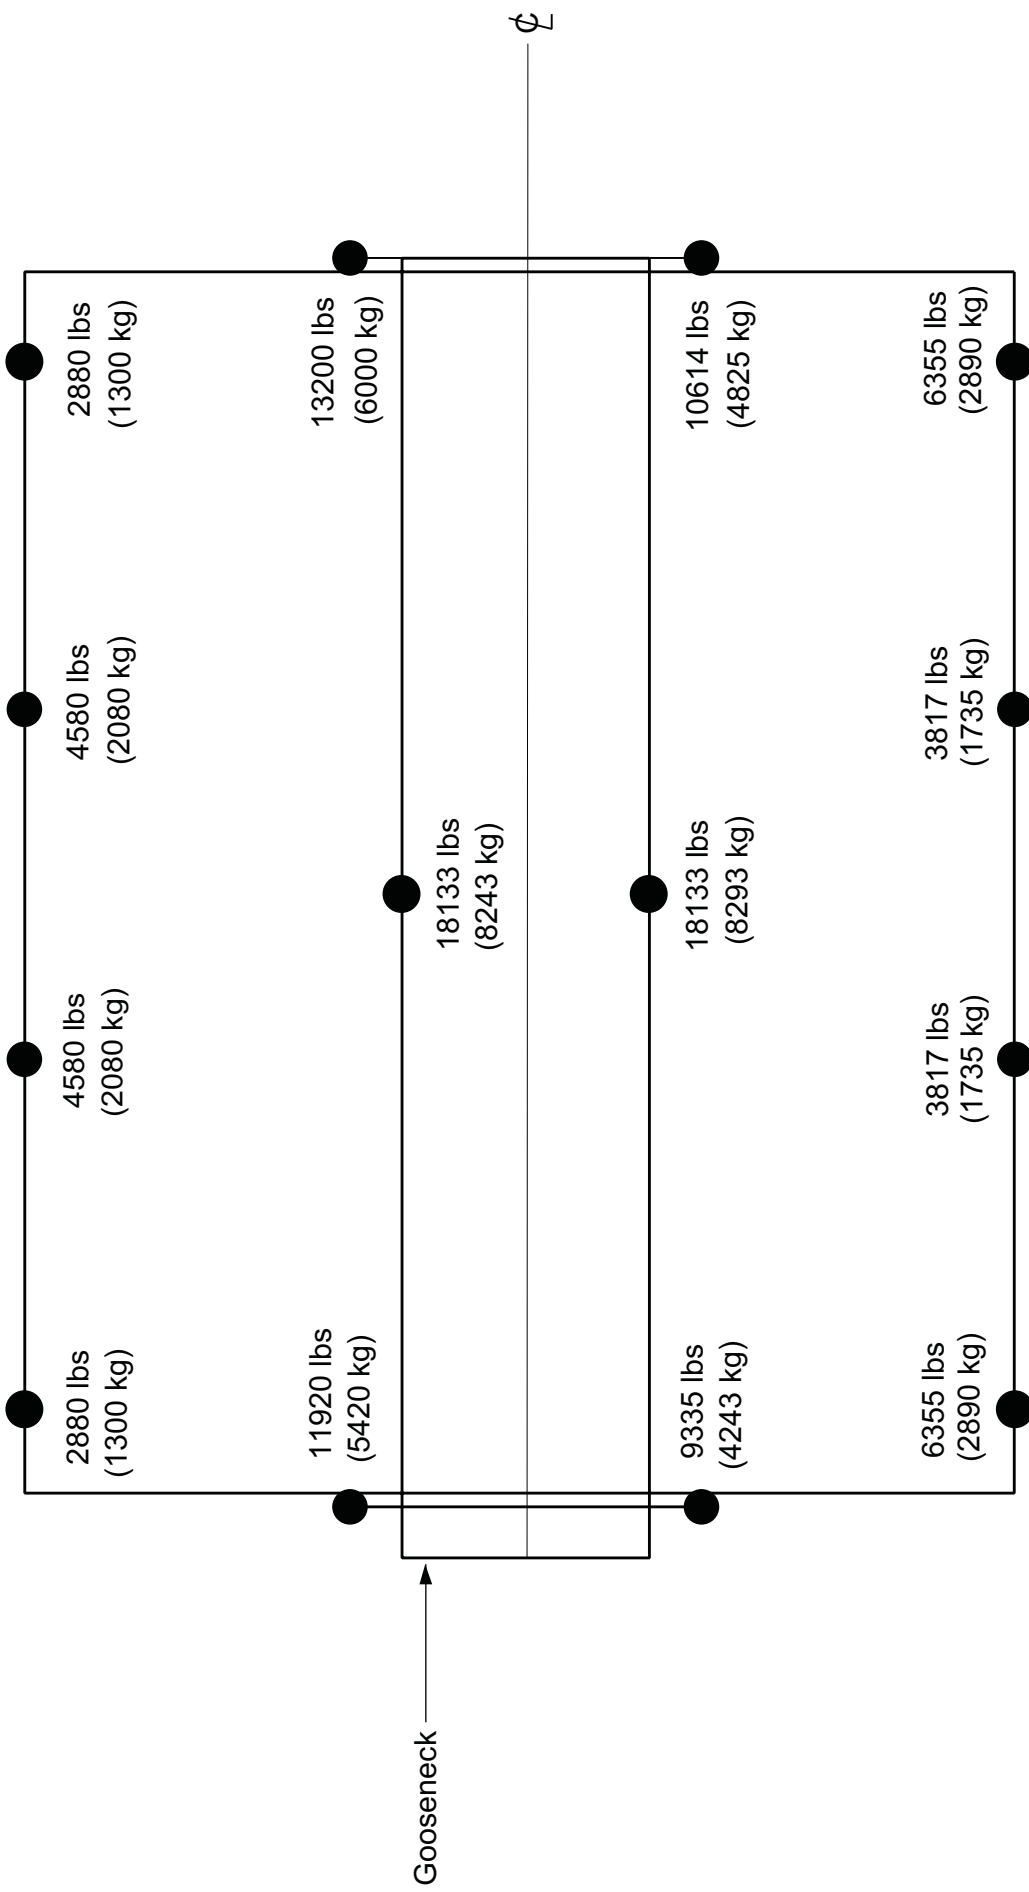 2880 lbs
(1300 kg)
4580 lbs
(2080 kg)
4580 lbs
(2080 kg)
2880 lbs
(1300 kg)
11920 lbs
(5420 kg)
13200 lbs
(6000 kg)
Gooseneck
18133 lbs
(8243 kg)
℄
9335 lbs
(4243 kg)
18133 lbs
(8293 kg)
10614 lbs
(4825 kg)
6355 lbs
(2890 kg)
3817 lbs
(1735 kg)
3817 lbs
(1735 kg)
6355 lbs
(2890 kg)